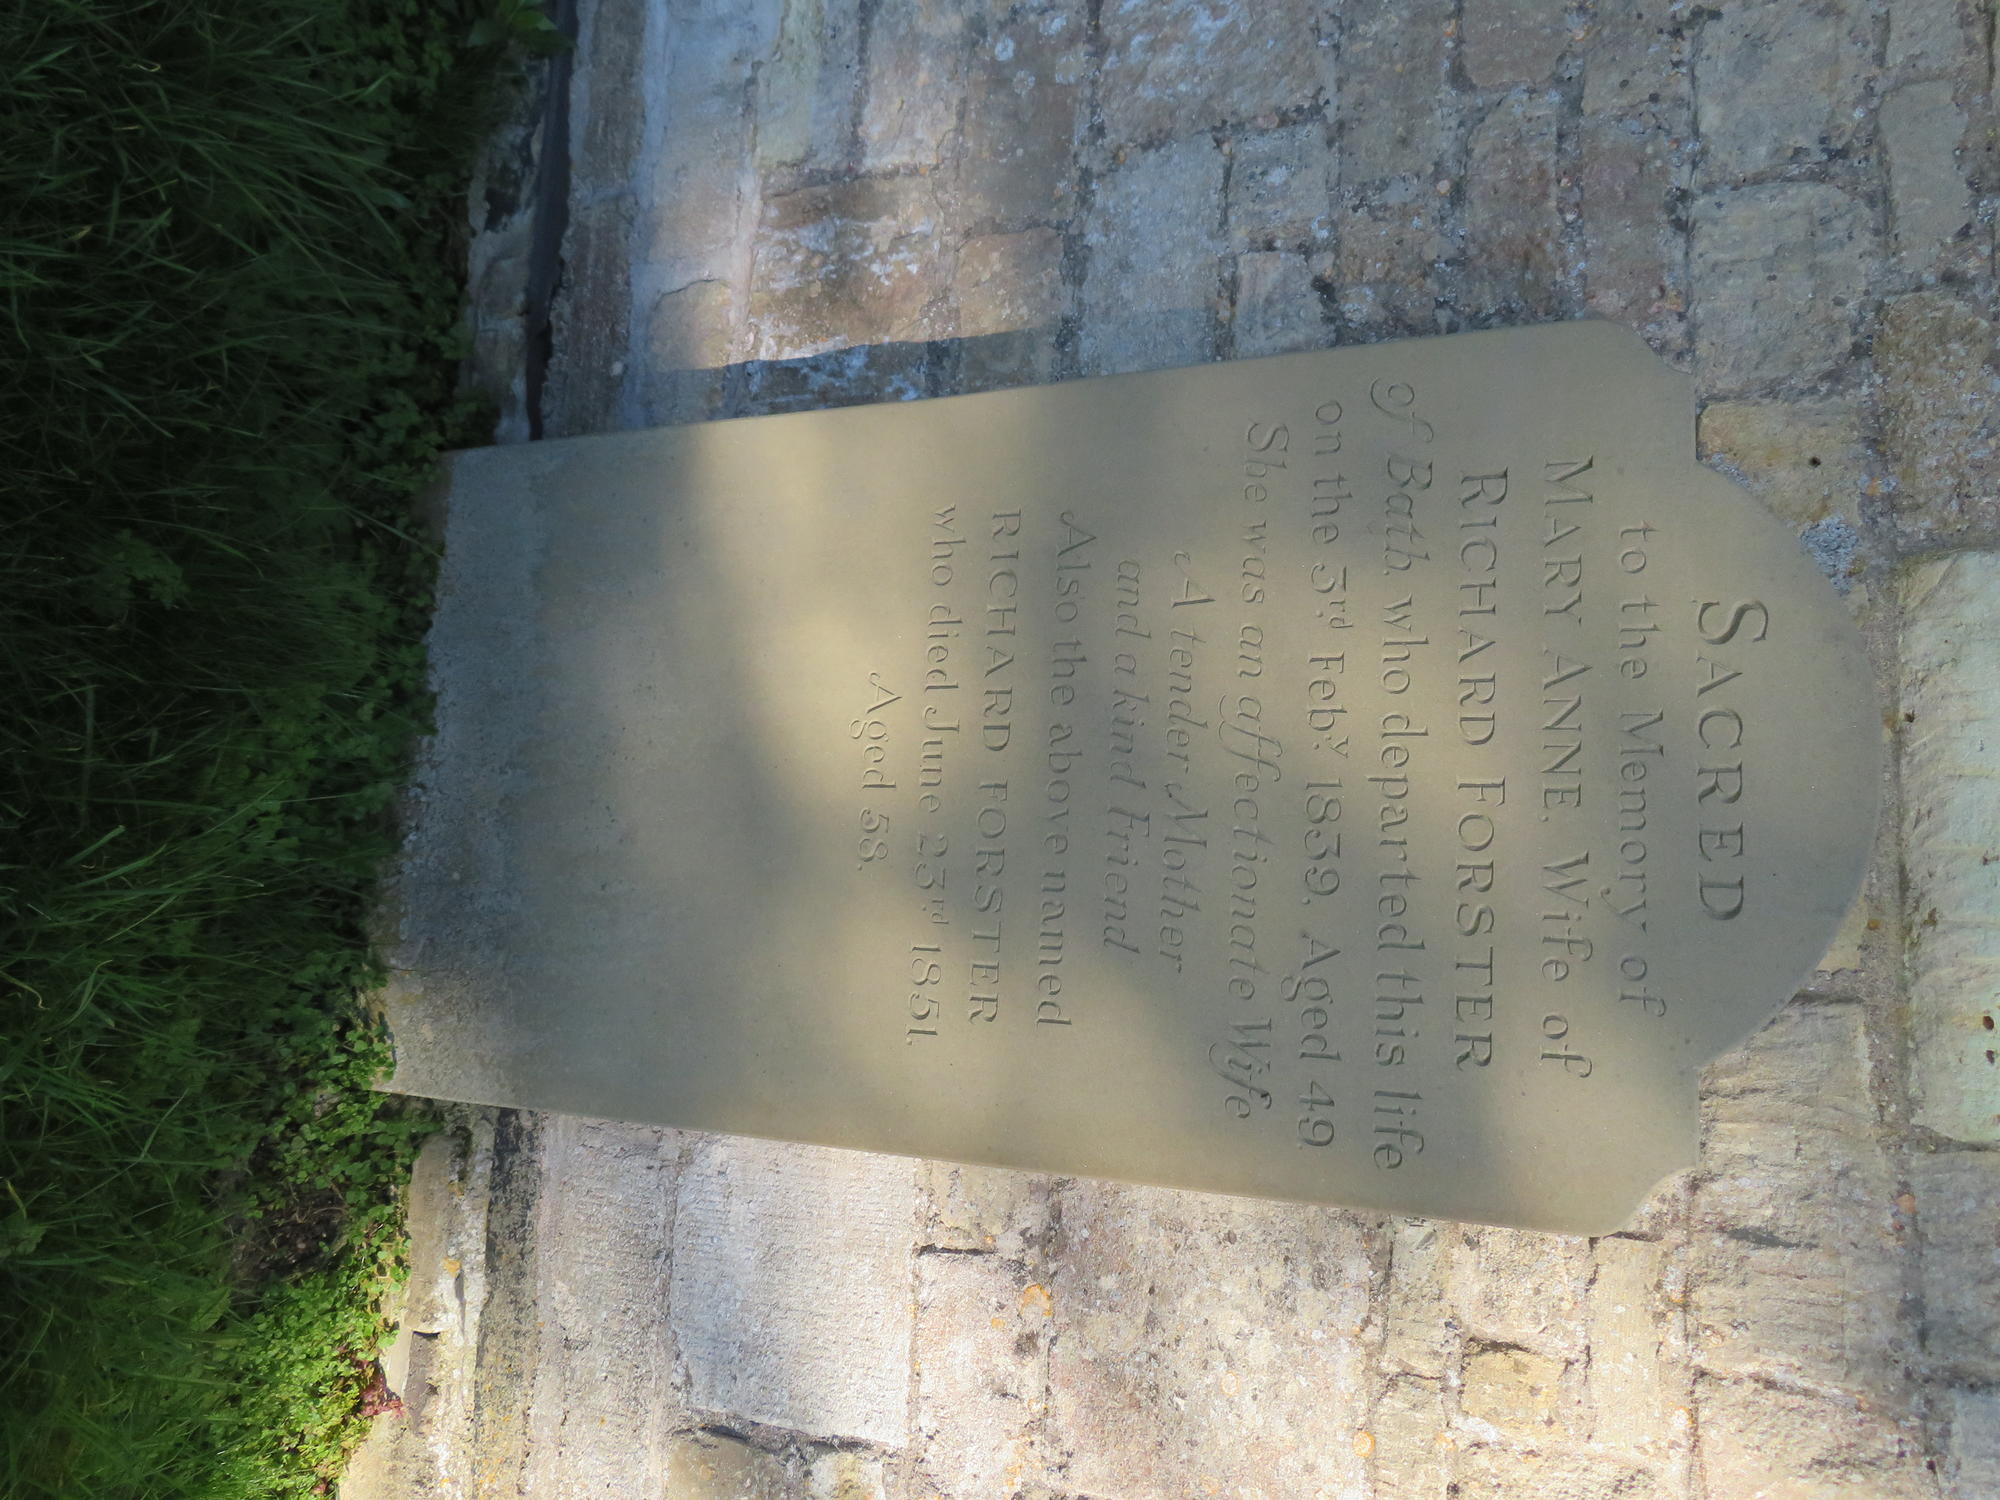 SACRED
to the Memory of
MARY ANNE, Wife of
RICHARD FORSTER
of Bath, who departed this life
on the 3rd Feby. 1839, Aged 49.
She was an affectionate Wife
A tender Mother
and a kind Friend
Also the above named
RICHARD FORSTER
who died June 23rd 1851,
Aged 58.